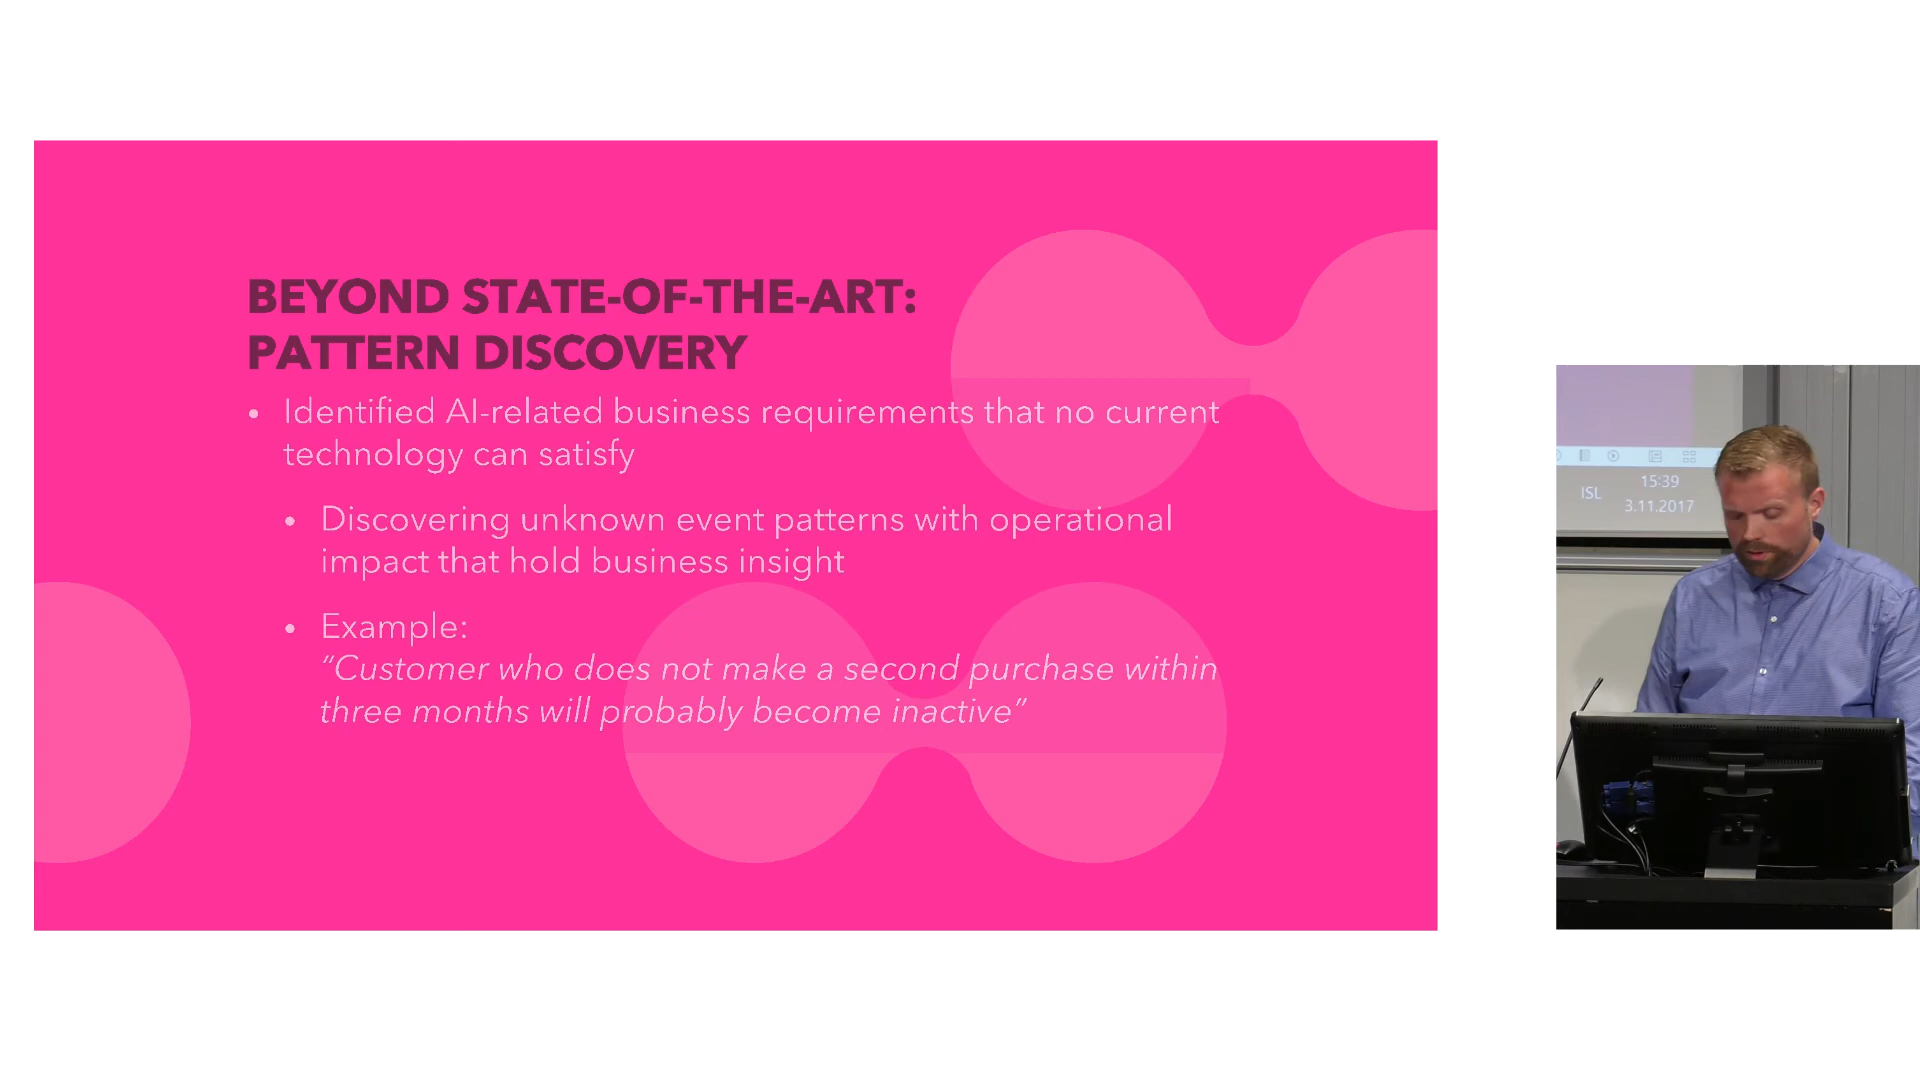 BEYOND STATE-OF-THE-ART:
PATTERN DISCOVERY
• Identified AI-related business requirements that no current
technology can satisfy
• Discovering unknown event patterns with operational
impact that hold business insight
• Example:
“Customer who does not make a second purchase within
three months will probably become inactive”
ISL
15:39
3.11.2017